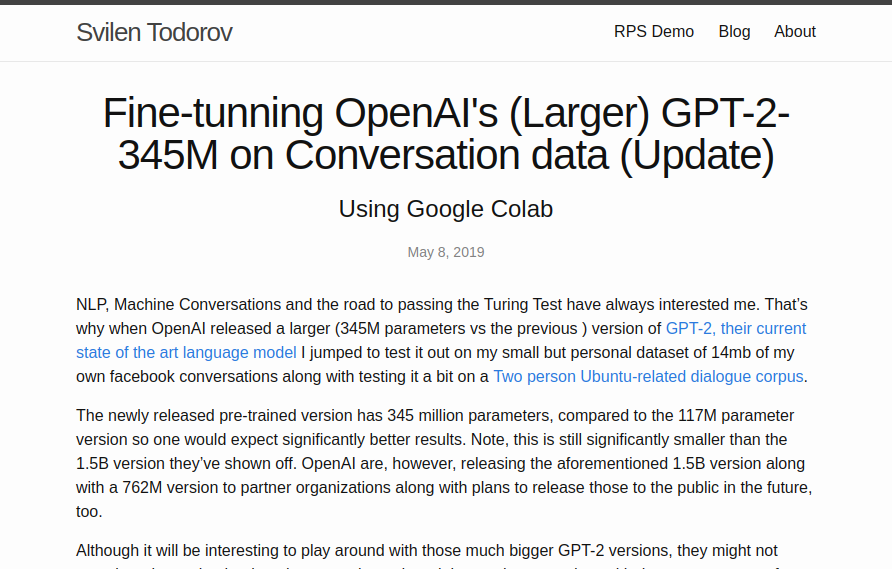 Svilen Todorov
RPS Demo Blog About
Fine-tunning OpenAI's (Larger) GPT-2-
345M on Conversation data (Update)
Using Google Colab
May 8, 2019
NLP, Machine Conversations and the road to passing the Turing Test have always interested me. That’s
why when OpenAI released a larger (345M parameters vs the previous ) version of GPT-2, their current
state of the art language model I jumped to test it out on my small but personal dataset of 14mb of my
own facebook conversations along with testing it a bit on a Two person Ubuntu-related dialogue corpus.
The newly released pre-trained version has 345 million parameters, compared to the 117M parameter
version so one would expect significantly better results. Note, this is still significantly smaller than the
1.5B version they’ve shown off. OpenAI are, however, releasing the aforementioned 1.5B version along
with a 762M version to partner organizations along with plans to release those to the public in the future,
too.
Although it will be interesting to play around with those much bigger GPT-2 versions, they might not